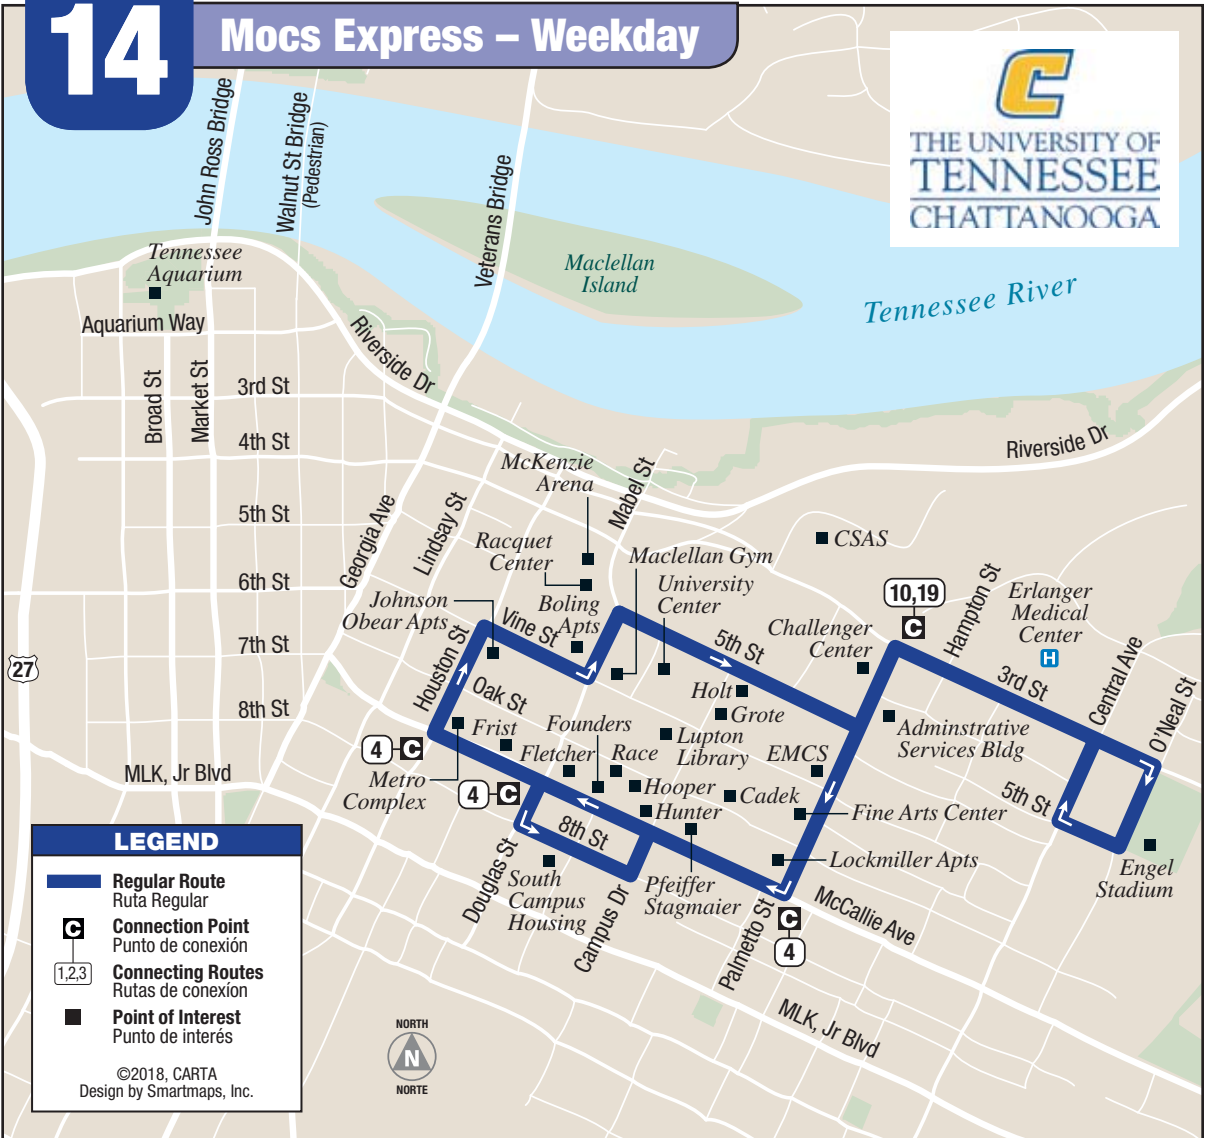 14
Mocs Express – Weekday
C
THE UNIVERSITY OF
TENNESSEE
CHATTANOOGA
John Ross Bridge
Walnut St Bridge
(Pedestrian)
Veterans Bridge
Tennessee
Aquarium
Maclellan
Island
Tennessee River
Aquarium Way
Riverside Dr
Broad St
Market St
3rd St
4th St
5th St
6th St
7th St
8th St
MLK, Jr Blvd
27
Georgia Ave
Lindsay St
Mabel St
Riverside Dr
McKenzie
Arena
Racquet
Center
Maclellan Gym
University
Center
CSAS
10,19
C
Hampton St
Erlanger
Medical
Center
H
Johnson
Obear Apts
Boling
Apts
Vine St
5th St
Challenger
Center
3rd St
Central Ave
O'Neal St
Houston St
Oak St
Holt
Grote
Adminstrative
Services Bldg
Frist
Founders
Lupton
Library
EMCS
4
C
Fletcher
Race
Metro
Complex
4
C
Hooper
Cadek
Hunter
Fine Arts Center
5th St
8th St
Lockmiller Apts
Engel
Stadium
Douglas St
South
Campus
Housing
Campus Dr
Pfeiffer
Stagmaier
Palmetto St
C
4
McCallie Ave
MLK, Jr Blvd
LEGEND
Regular Route
Ruta Regular
C
Connection Point
Punto de conexión
1,2,3
Connecting Routes
Rutas de conexíon
Point of Interest
Punto de interés
©2018, CARTA
Design by Smartmaps, Inc.
NORTH
N
NORTE